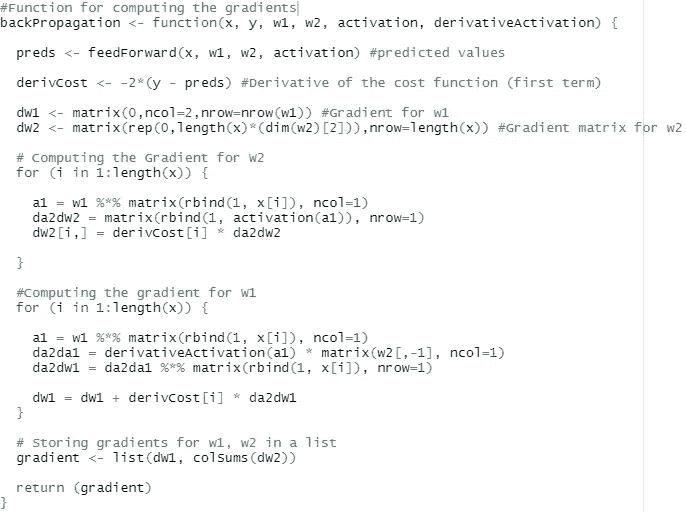 #Function for computing the gradients
backPropagation <- function(x, y, w1, w2, activation, derivativeActivation) {
preds <- feedForward(x, w1, w2, activation) #predicted values
derivCost <- -2*(y - preds) #Derivative of the cost function (first term)
dw1 <- matrix(0,ncol=2,nrow=nrow(w1)) #Gradient for w1
dw2 <- matrix(rep(0,length(x)*(dim(w2)[2])),nrow=length(x)) #Gradient matrix for w2
# Computing the Gradient for W2
for (i in 1:length(x)) {
a1 = w1 %*% matrix(rbind(1, x[i]), ncol=1)
da2dw2 = matrix(rbind(1, activation(a1)), nrow=1)
dw2[i,] = derivCost[i] * da2dw2
}
#Computing the gradient for W1
for (i in 1:length(x)) {
a1 = w1 %*% matrix(rbind(1, x[i]), ncol=1)
da2da1 = derivativeActivation(a1) * matrix(w2[,-1], ncol=1)
da2dw1 = da2da1 %*% matrix(rbind(1, x[i]), nrow=1)
dw1 = dw1 + derivCost[i] * da2dw1
}
# Storing gradients for w1, w2 in a list
gradient <- list(dw1, colSums(dw2))
return (gradient)
}